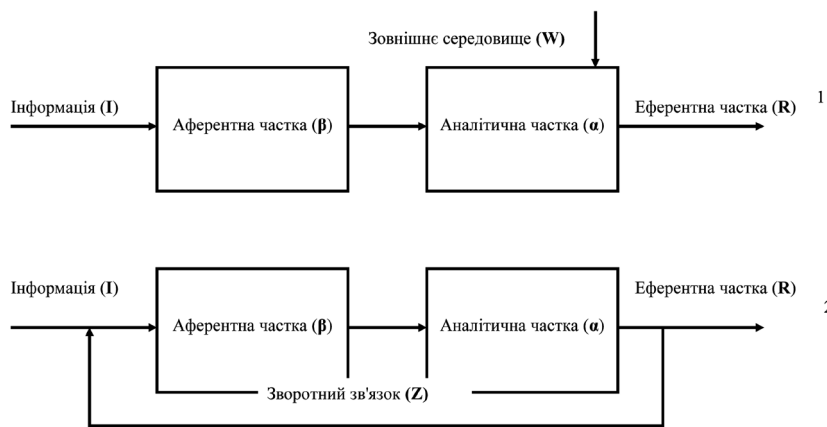 Зовнішнє середовище (W)
Інформація (I)
Аферентна частка (β)
Аналітична частка (α)
Еферентна частка (R)
1
Інформація (I)
Аферентна частка (β)
Аналітична частка (α)
Еферентна частка (R)
2
Зворотний зв'язок (Z)